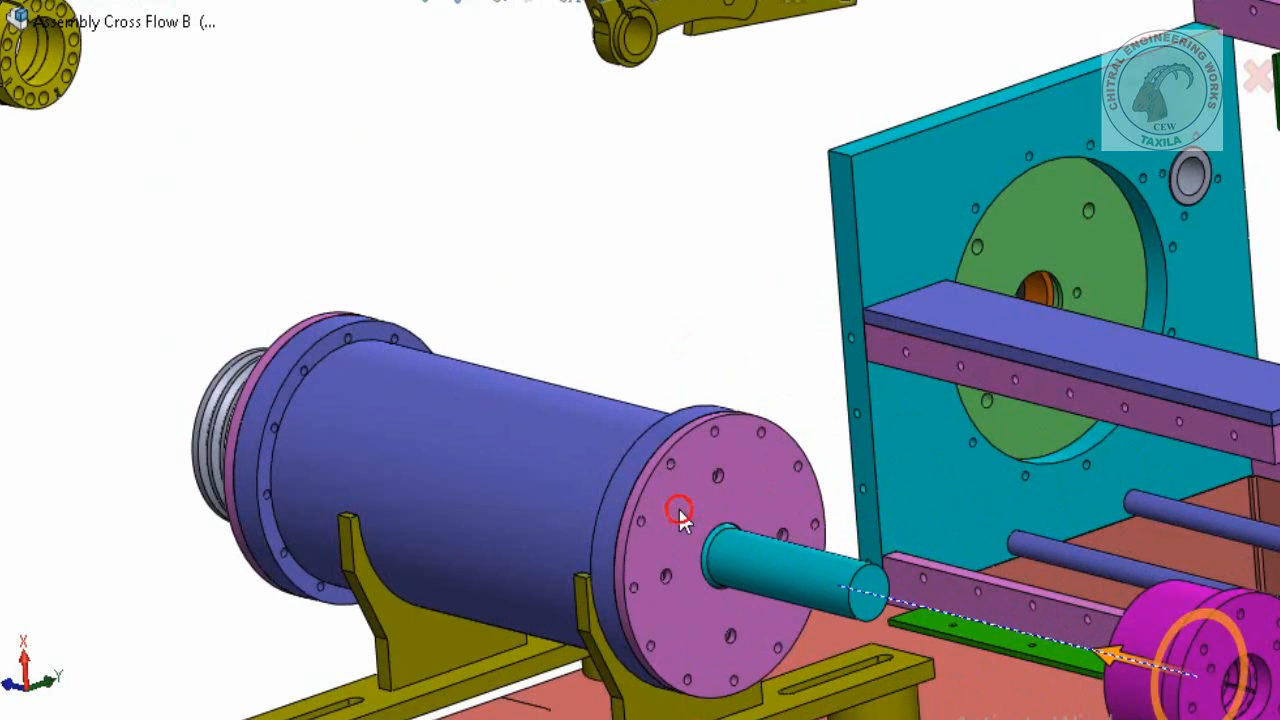 Assembly Cross Flow B (...
CHITRAL ENGINEERING WORKS
CEW
TAXILA
X
Y